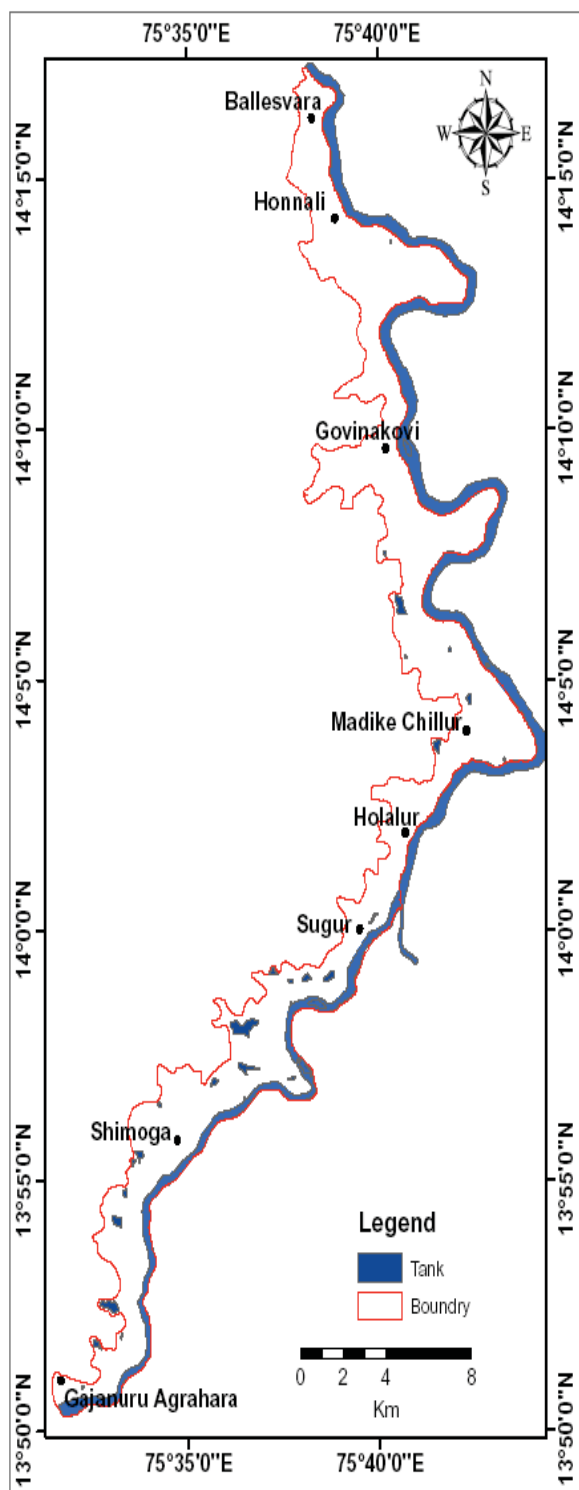 75°35'0"E 75°40'0"E
N
W E
S
Ballesvara
14°15'0"N 14°15'0"N
Honnali
14°10'0"N 14°10'0"N
Govinakovi
14°5'0"N 14°5'0"N
Madike Chillur
Holalur
14°0'0"N 14°0'0"N
Sugur
Shimoga
13°55'0"N 13°55'0"N
Legend
Tank
Boundry
0 2 4 8
Km
Gajanuru Agrahara
13°50'0"N 13°50'0"N
75°35'0"E 75°40'0"E